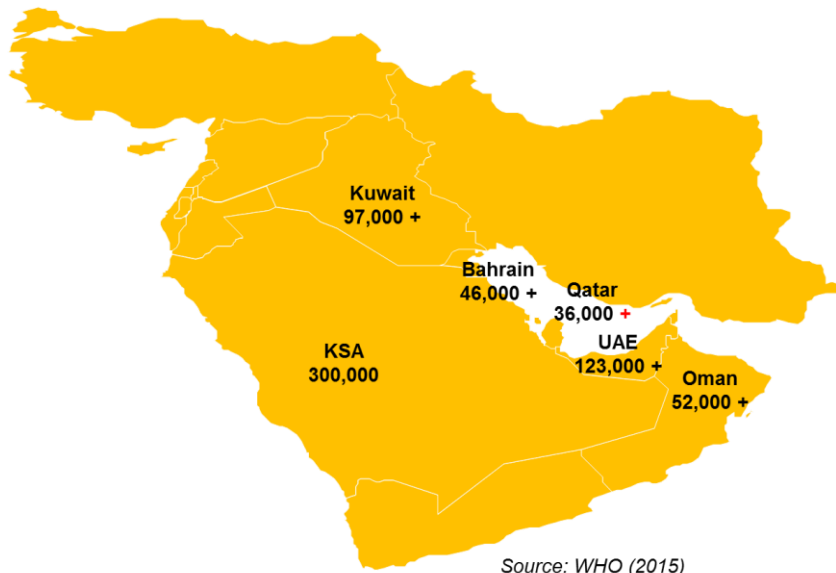 Kuwait
97,000 +
Bahrain
46,000 +
Qatar
36,000 +
UAE
123,000 +
KSA
300,000
Oman
52,000 +
Source: WHO (2015)